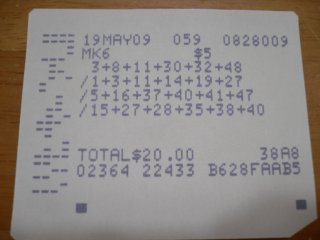 19MAY09 059 0828009
MK6 $5
3+8+11+30+32+48
/1+3+11+14+19+27
/5+16+37+40+41+47
/15+27+28+35+38+40
TOTAL$20.00 38A8
02364 22433 B628FAAB5